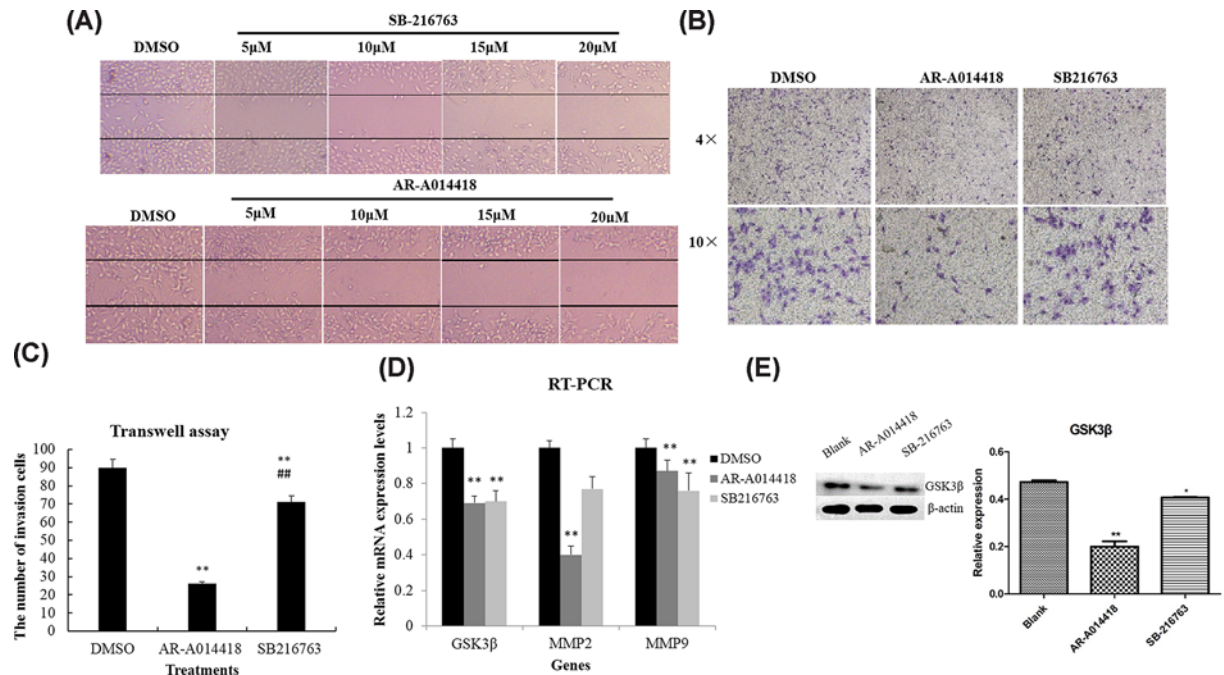 (A)
SB-216763
DMSO 5μM 10μM 15μM 20μM
AR-A014418
DMSO 5μM 10μM 15μM 20μM
(B)
DMSO AR-A014418 SB216763
4×
10×
(C)
Transwell assay
The number of invasion cells
100
90
80
70
60
50
40
30
20
10
0
**
**
##
DMSO AR-A014418 SB216763
Treatments
(D)
RT-PCR
Relative mRNA expression levels
1.2
1
0.8
0.6
0.4
0.2
0
** **
**
**
**
DMSO
AR-A014418
SB216763
GSK3β MMP2 MMP9
Genes
(E)
Blank AR-A014418 SB-216763
GSK3β
β-actin
GSK3β
Relative expression
0.6
0.4
0.2
0.0
**
*
Blank AR-A014418 SB-216763